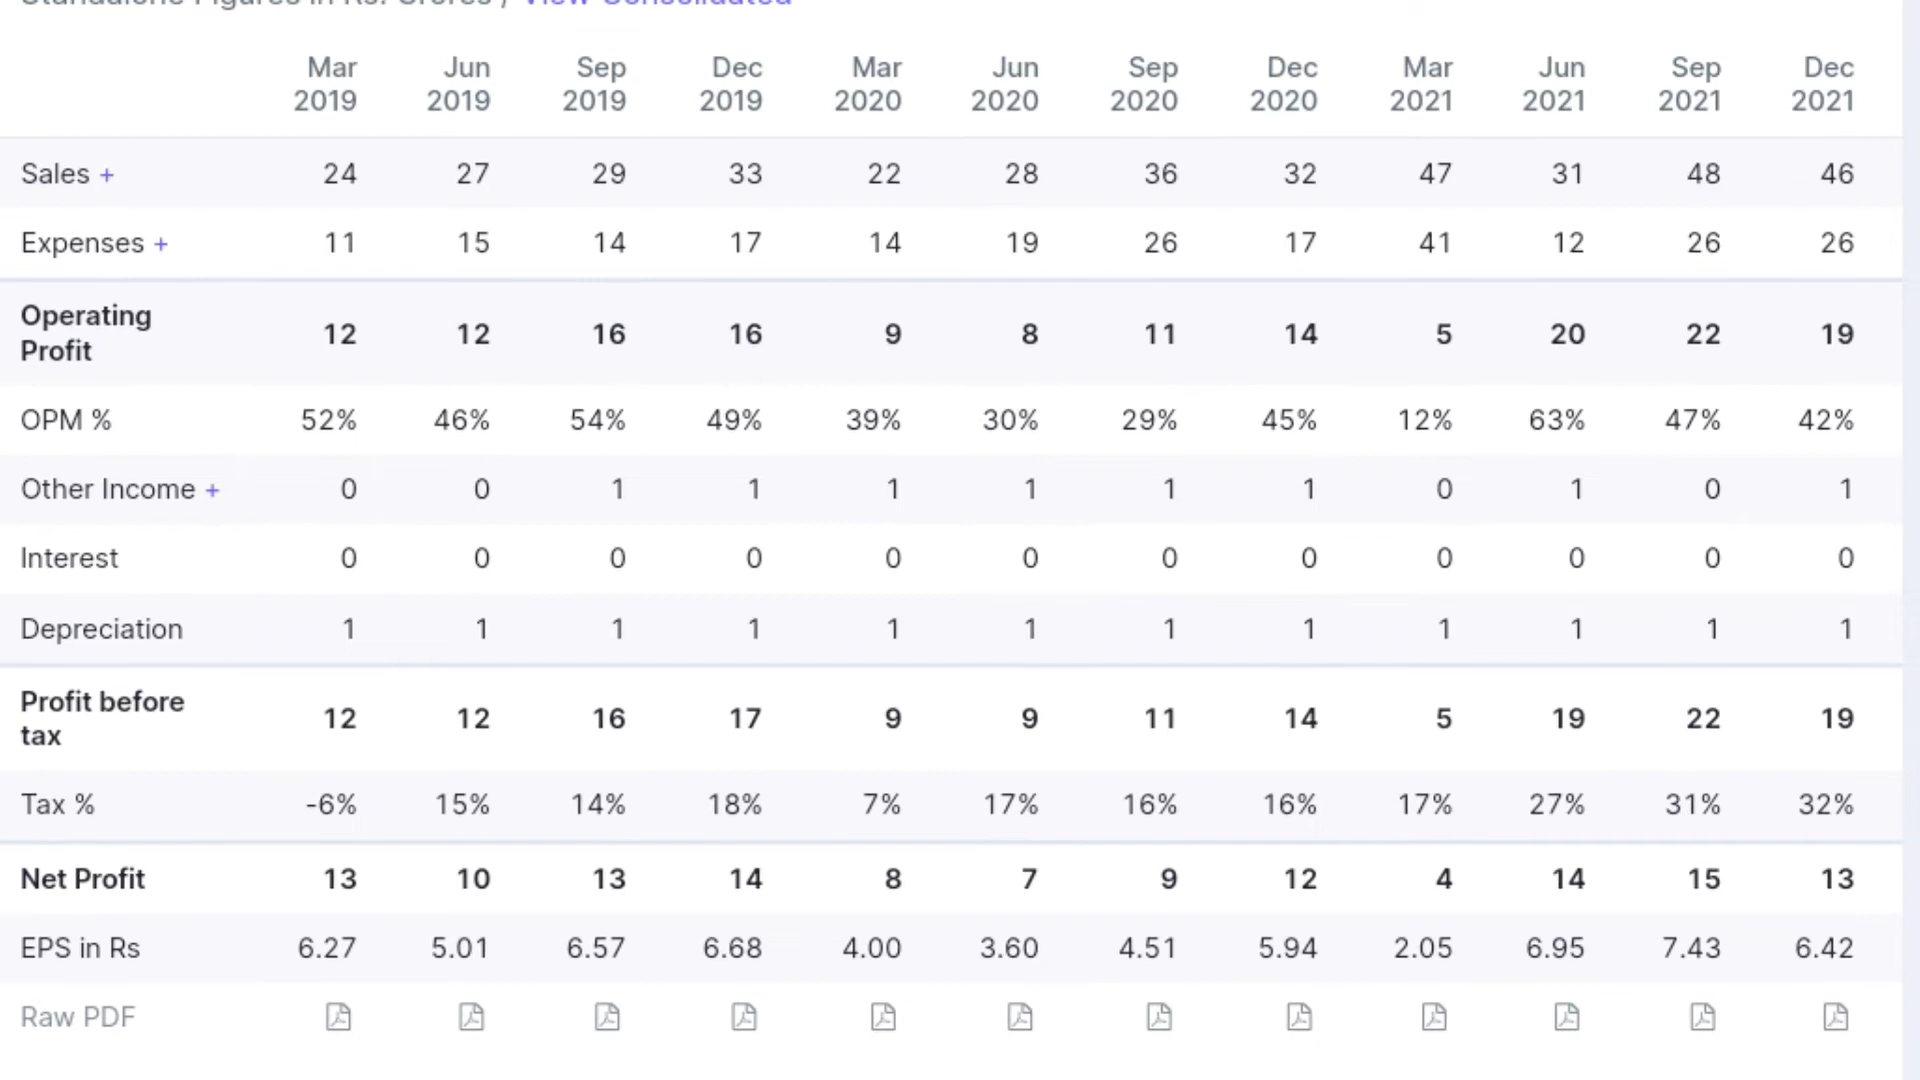 Standalone Figures in Rs. Crores / View Consolidated
Mar 2019 Jun 2019 Sep 2019 Dec 2019 Mar 2020 Jun 2020 Sep 2020 Dec 2020 Mar 2021 Jun 2021 Sep 2021 Dec 2021
Sales + 24 27 29 33 22 28 36 32 47 31 48 46
Expenses + 11 15 14 17 14 19 26 17 41 12 26 26
Operating Profit 12 12 16 16 9 8 11 14 5 20 22 19
OPM % 52% 46% 54% 49% 39% 30% 29% 45% 12% 63% 47% 42%
Other Income + 0 0 1 1 1 1 1 1 0 1 0 1
Interest 0 0 0 0 0 0 0 0 0 0 0 0
Depreciation 1 1 1 1 1 1 1 1 1 1 1 1
Profit before tax 12 12 16 17 9 9 11 14 5 19 22 19
Tax % -6% 15% 14% 18% 7% 17% 16% 16% 17% 27% 31% 32%
Net Profit 13 10 13 14 8 7 9 12 4 14 15 13
EPS in Rs 6.27 5.01 6.57 6.68 4.00 3.60 4.51 5.94 2.05 6.95 7.43 6.42
Raw PDF